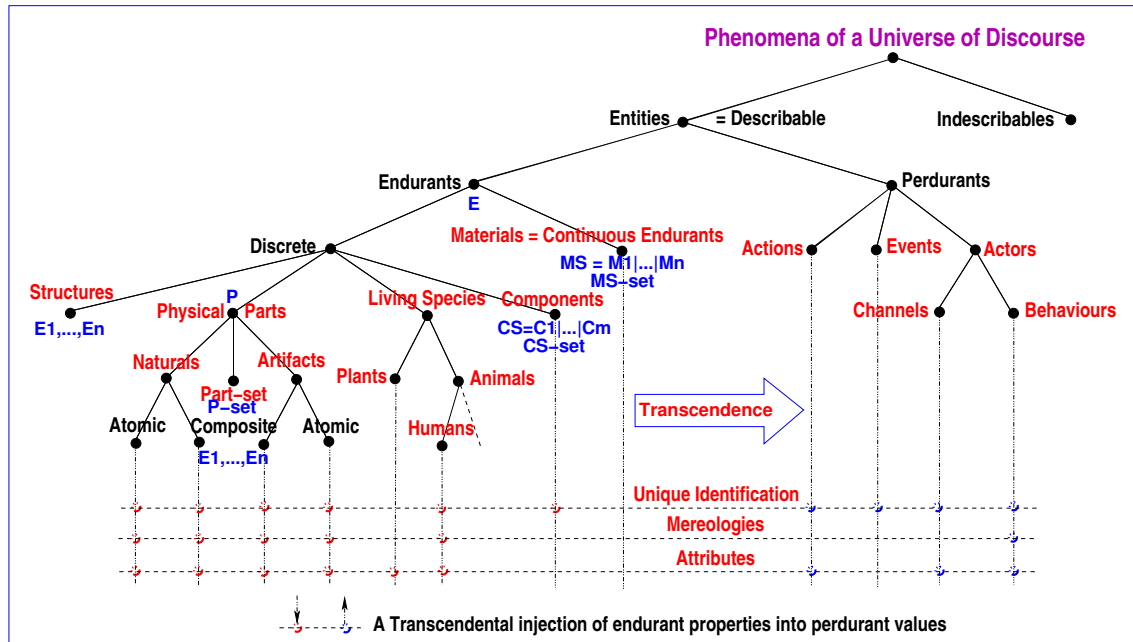 Phenomena of a Universe of Discourse
Entities = Describable
Indescribables
Endurants
E
Perdurants
Discrete
Materials = Continuous Endurants
MS = M1|...|Mn
MS-set
Actions
Events
Actors
Structures
E1,...,En
P
Physical Parts
Living Species
Components
CS=C1|...|Cm
CS-set
Channels
Behaviours
Naturals
Part-set
P-set
Artifacts
Plants
Animals
Transcendence
Atomic
Composite
E1,...,En
Atomic
Humans
Unique Identification
Mereologies
Attributes
A Transcendental injection of endurant properties into perdurant values